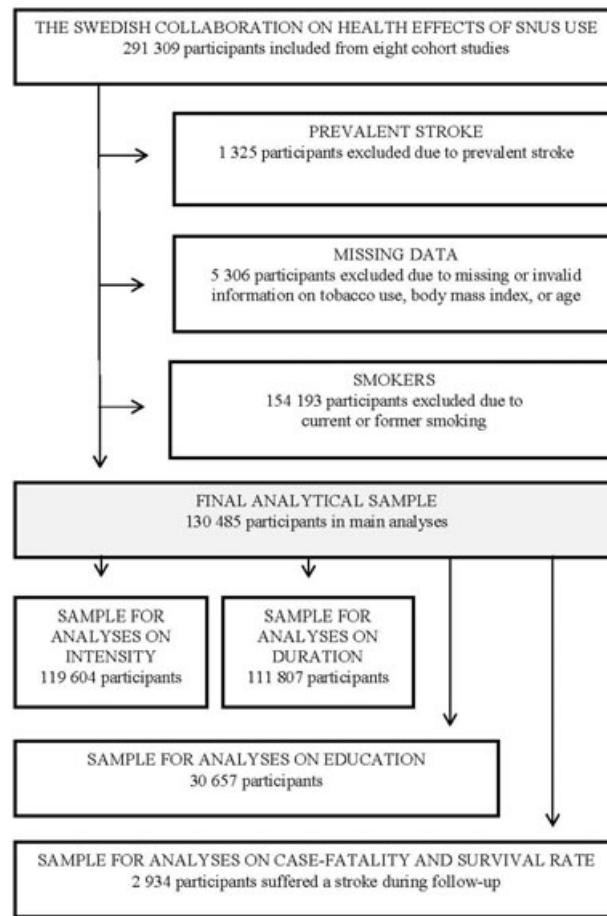 THE SWEDISH COLLABORATION ON HEALTH EFFECTS OF SNUS USE
291 309 participants included from eight cohort studies
PREVALENT STROKE
1 325 participants excluded due to prevalent stroke
MISSING DATA
5 306 participants excluded due to missing or invalid
information on tobacco use, body mass index, or age
SMOKERS
154 193 participants excluded due to
current or former smoking
FINAL ANALYTICAL SAMPLE
130 485 participants in main analyses
SAMPLE FOR
ANALYSES ON
INTENSITY
119 604 participants
SAMPLE FOR
ANALYSES ON
DURATION
111 807 participants
SAMPLE FOR ANALYSES ON EDUCATION
30 657 participants
SAMPLE FOR ANALYSES ON CASE-FATALITY AND SURVIVAL RATE
2 934 participants suffered a stroke during follow-up